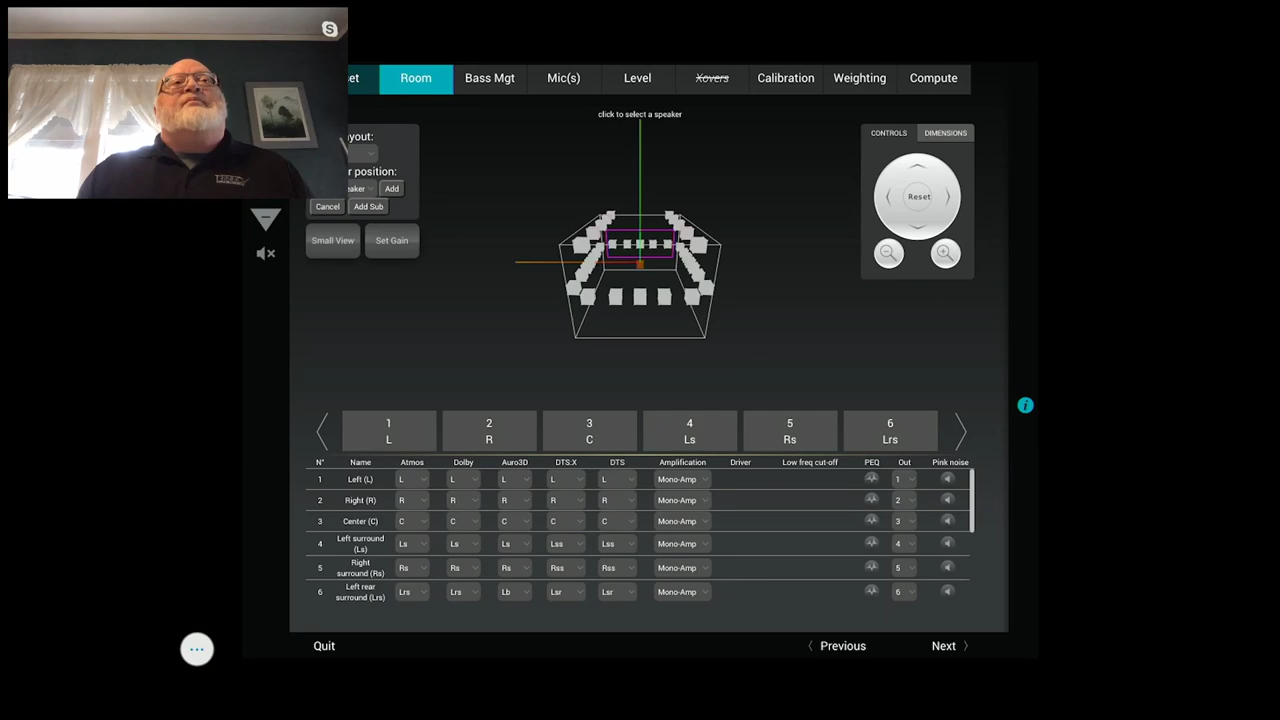 et
Room
Bass Mgt
Mic(s)
Level
Xovers
Calibration
Weighting
Compute
click to select a speaker
ayout:
r position:
eaker
Add
Cancel
Add Sub
Small View
Set Gain
CONTROLS
DIMENSIONS
Reset
1
L
2
R
3
C
4
Ls
5
Rs
6
Lrs
N° Name Atmos Dolby Auro3D DTS:X DTS Amplification Driver Low freq cut-off PEQ Out Pink noise
1 Left (L) L L L L L Mono-Amp 1
2 Right (R) R R R R R Mono-Amp 2
3 Center (C) C C C C C Mono-Amp 3
4 Left surround (Ls) Ls Ls Ls Lss Lss Mono-Amp 4
5 Right surround (Rs) Rs Rs Rs Rss Rss Mono-Amp 5
6 Left rear surround (Lrs) Lrs Lrs Lb Lsr Lsr Mono-Amp 6
Quit
Previous
Next